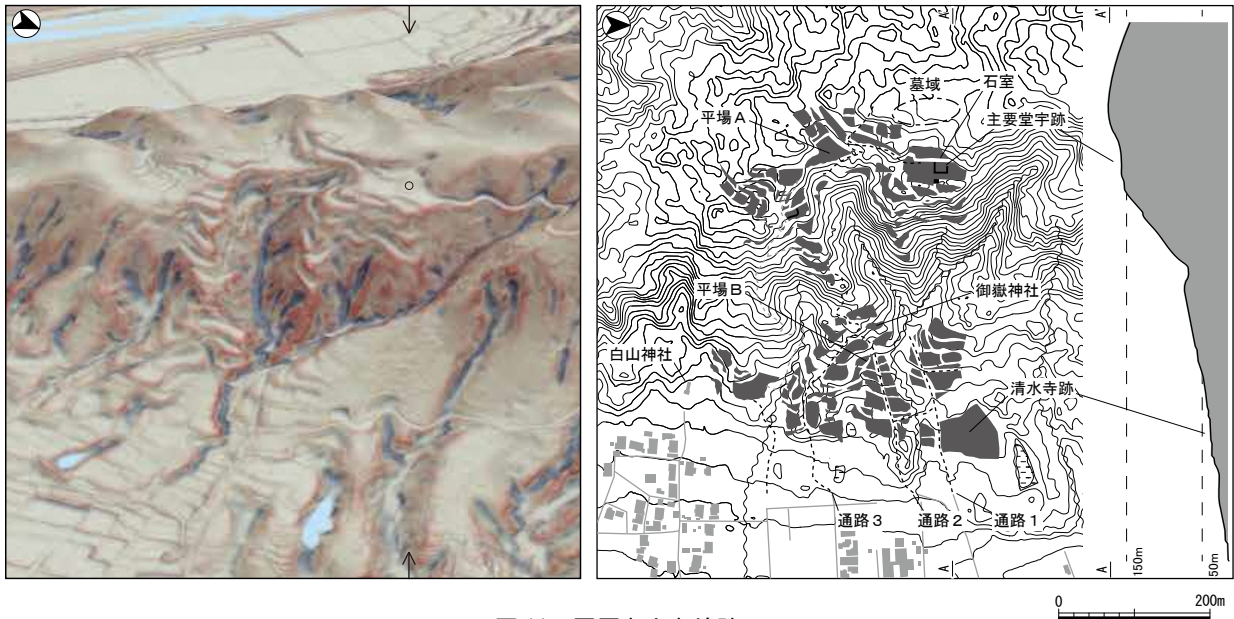 A'
A'
墓域
石室
主要堂宇跡
平場A
平場B
御嶽神社
白山神社
清水寺跡
通路3
通路2
通路1
A
A
150m
50m
0
200m